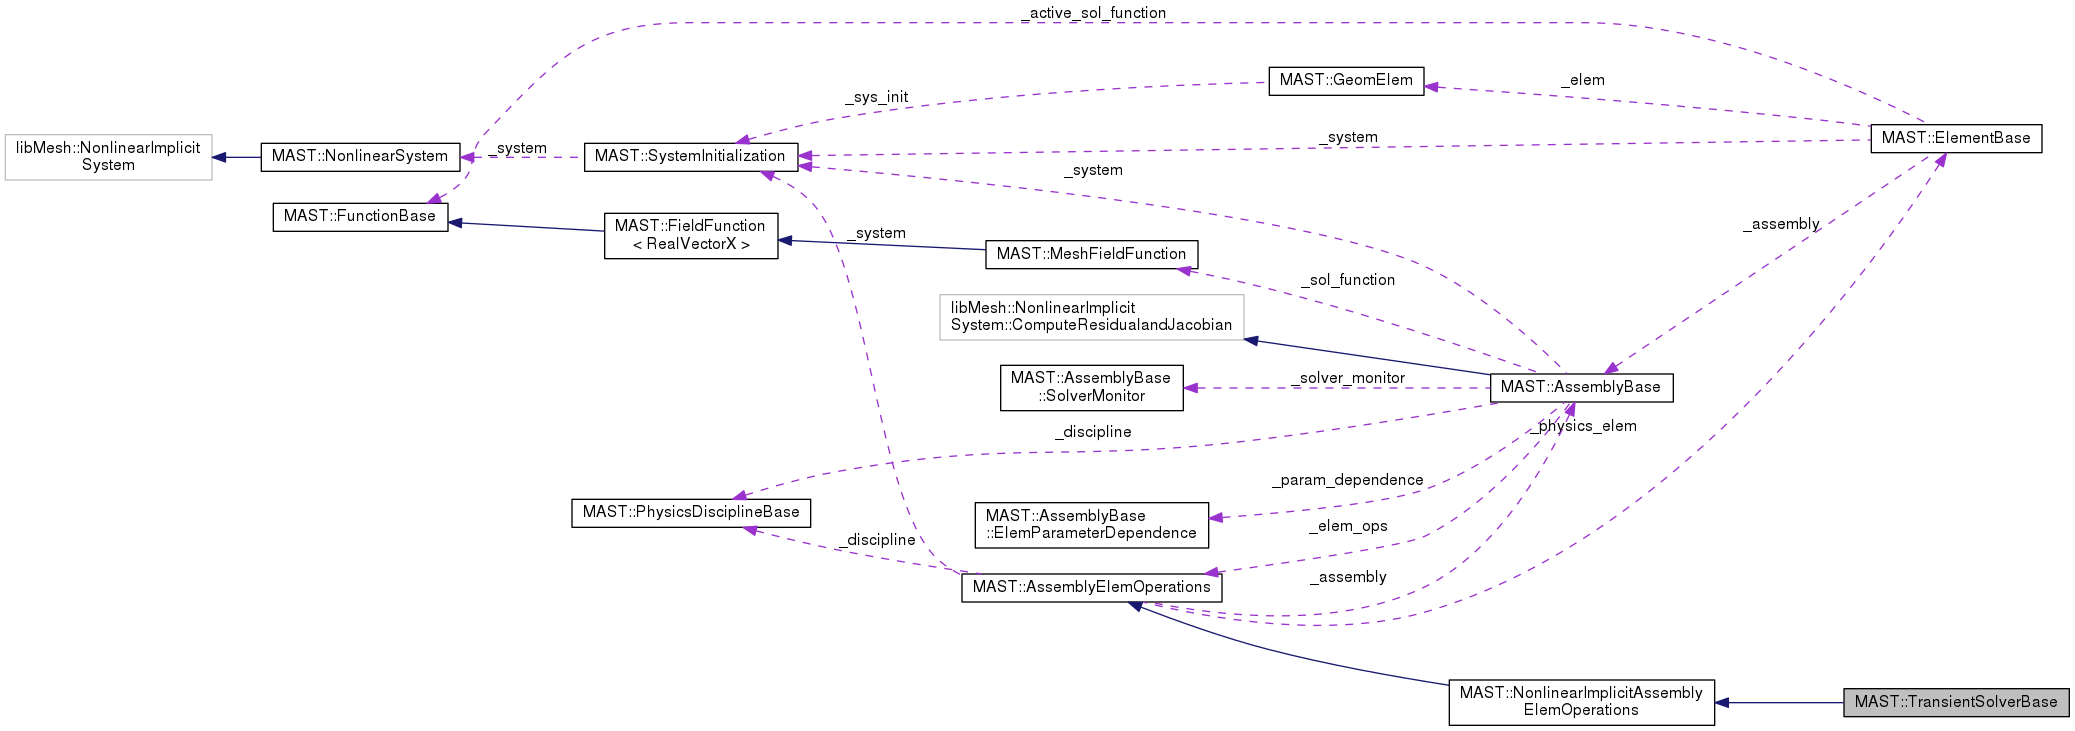 _active_sol_function
MAST::GeomElem
_elem
_sys_init
MAST::ElementBase
_system
libMesh::NonlinearImplicit
System
MAST::NonlinearSystem
_system
MAST::SystemInitialization
_system
MAST::FunctionBase
MAST::FieldFunction
< RealVectorX >
_system
MAST::MeshFieldFunction
_assembly
_sol_function
libMesh::NonlinearImplicit
System::ComputeResidualandJacobian
MAST::AssemblyBase
::SolverMonitor
_solver_monitor
MAST::AssemblyBase
_discipline
_physics_elem
_param_dependence
MAST::PhysicsDisciplineBase
MAST::AssemblyBase
::ElemParameterDependence
_elem_ops
_discipline
_assembly
MAST::AssemblyElemOperations
MAST::NonlinearImplicitAssembly
ElemOperations
MAST::TransientSolverBase